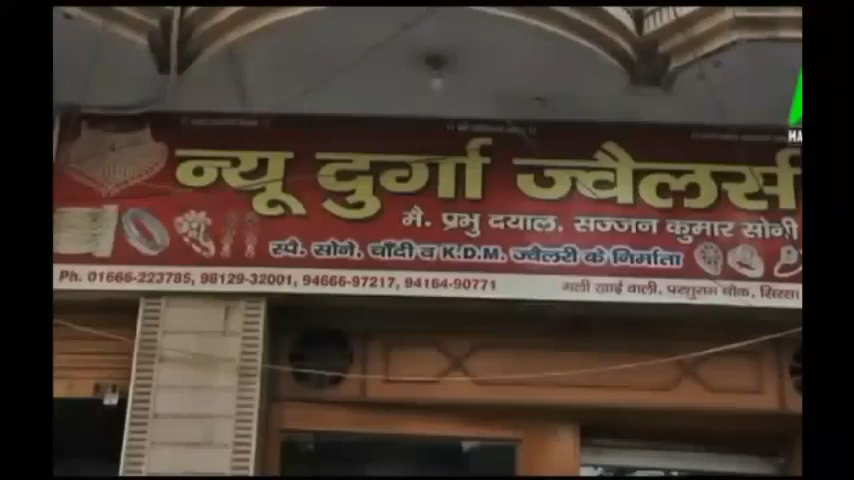 न्यू दुर्गा ज्वैलर्स
मै. प्रभु दयाल, सज्जन कुमार सोनी
स्पे. सोने, चाँदी व K.D.M. ज्वैलरी के निर्माता
Ph. 01666-223785, 98129-32001, 94666-97217, 94164-90771
गली खाई वाली, परशुराम चौक, सिरसा